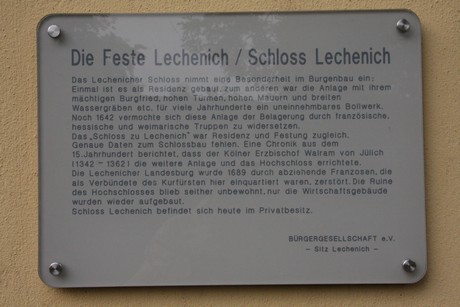 Die Feste Lechenich / Schloss Lechenich
Das Lechenicher Schloss nimmt eine Besonderheit im Burgenbau ein:
Einmal ist es als Residenz gebaut, zum anderen war die Anlage mit ihrem
mächtigen Burgfried, hohen Türmen, hohen Mauern und breiten
Wassergräben etc. für viele Jahrhunderte ein uneinnehmbares Bollwerk.
Noch 1642 vermochte sich diese Anlage der Belagerung durch französische,
hessische und weimarische Truppen zu widersetzen.
Das „Schloss zu Lechenich" war Residenz und Festung zugleich.
Genaue Daten zum Schlossbau fehlen. Eine Chronik aus dem
15.Jahrhundert berichtet, dass der Kölner Erzbischof Walram von Jülich
(1342 – 1362) die weitere Anlage und das Hochschloss errichtete.
Die Lechenicher Landesburg wurde 1689 durch abziehende Franzosen, die
als Verbündete des Kurfürsten hier einquartiert waren, zerstört. Die Ruine
des Hochschlosses blieb seither unbewohnt, nur die Wirtschaftsgebäude
wurden wieder aufgebaut.
Schloss Lechenich befindet sich heute im Privatbesitz.
BÜRGERGESELLSCHAFT e.V.
– Sitz Lechenich –